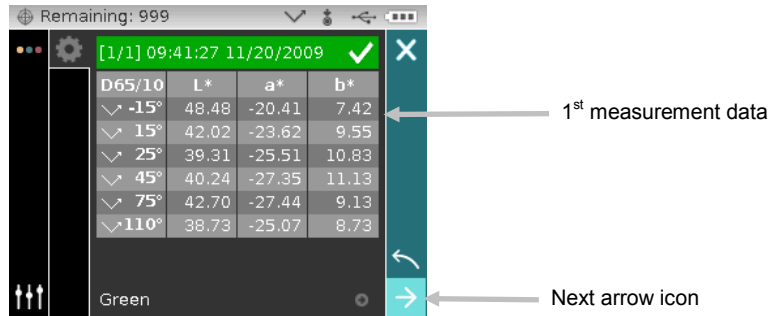 Remaining: 999
[1/1] 09:41:27 11/20/2009
D65/10 L* a* b*
-15° 48.48 -20.41 7.42
15° 42.02 -23.62 9.55
25° 39.31 -25.51 10.83
45° 40.24 -27.35 11.13
75° 42.70 -27.44 9.13
110° 38.73 -25.07 8.73
Green
1st measurement data
Next arrow icon